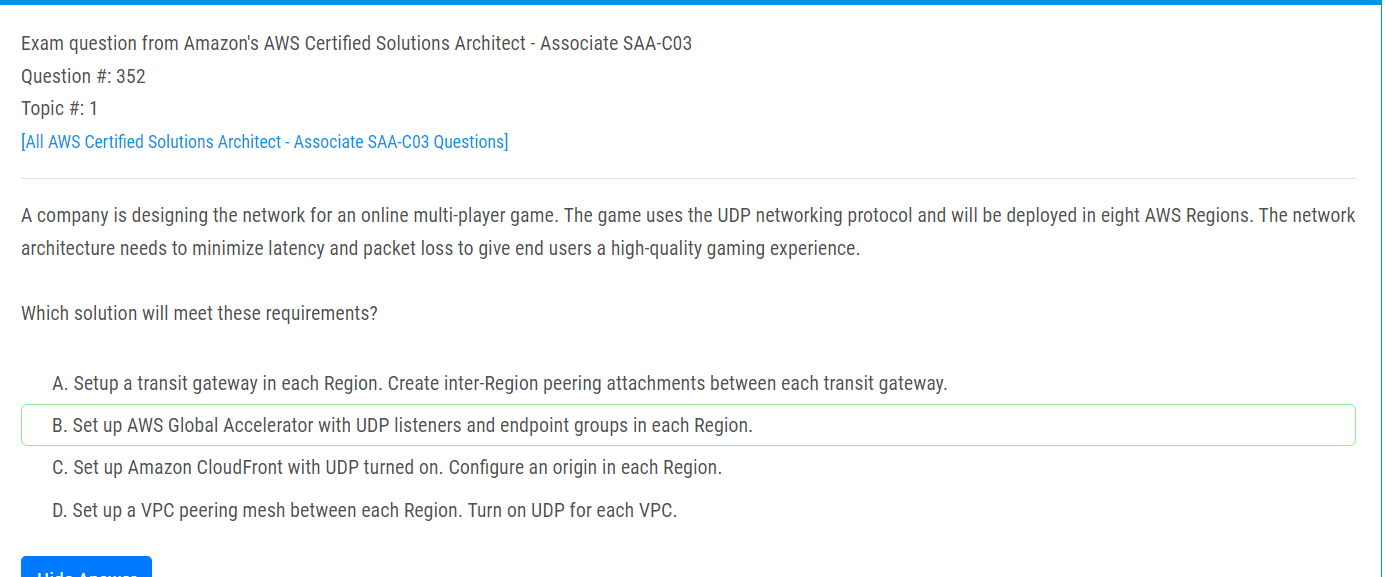 Exam question from Amazon's AWS Certified Solutions Architect - Associate SAA-C03
Question #: 352
Topic #: 1
[All AWS Certified Solutions Architect - Associate SAA-C03 Questions]
A company is designing the network for an online multi-player game. The game uses the UDP networking protocol and will be deployed in eight AWS Regions. The network
architecture needs to minimize latency and packet loss to give end users a high-quality gaming experience.
Which solution will meet these requirements?
A. Setup a transit gateway in each Region. Create inter-Region peering attachments between each transit gateway.
B. Set up AWS Global Accelerator with UDP listeners and endpoint groups in each Region.
C. Set up Amazon CloudFront with UDP turned on. Configure an origin in each Region.
D. Set up a VPC peering mesh between each Region. Turn on UDP for each VPC.
Hide Answer